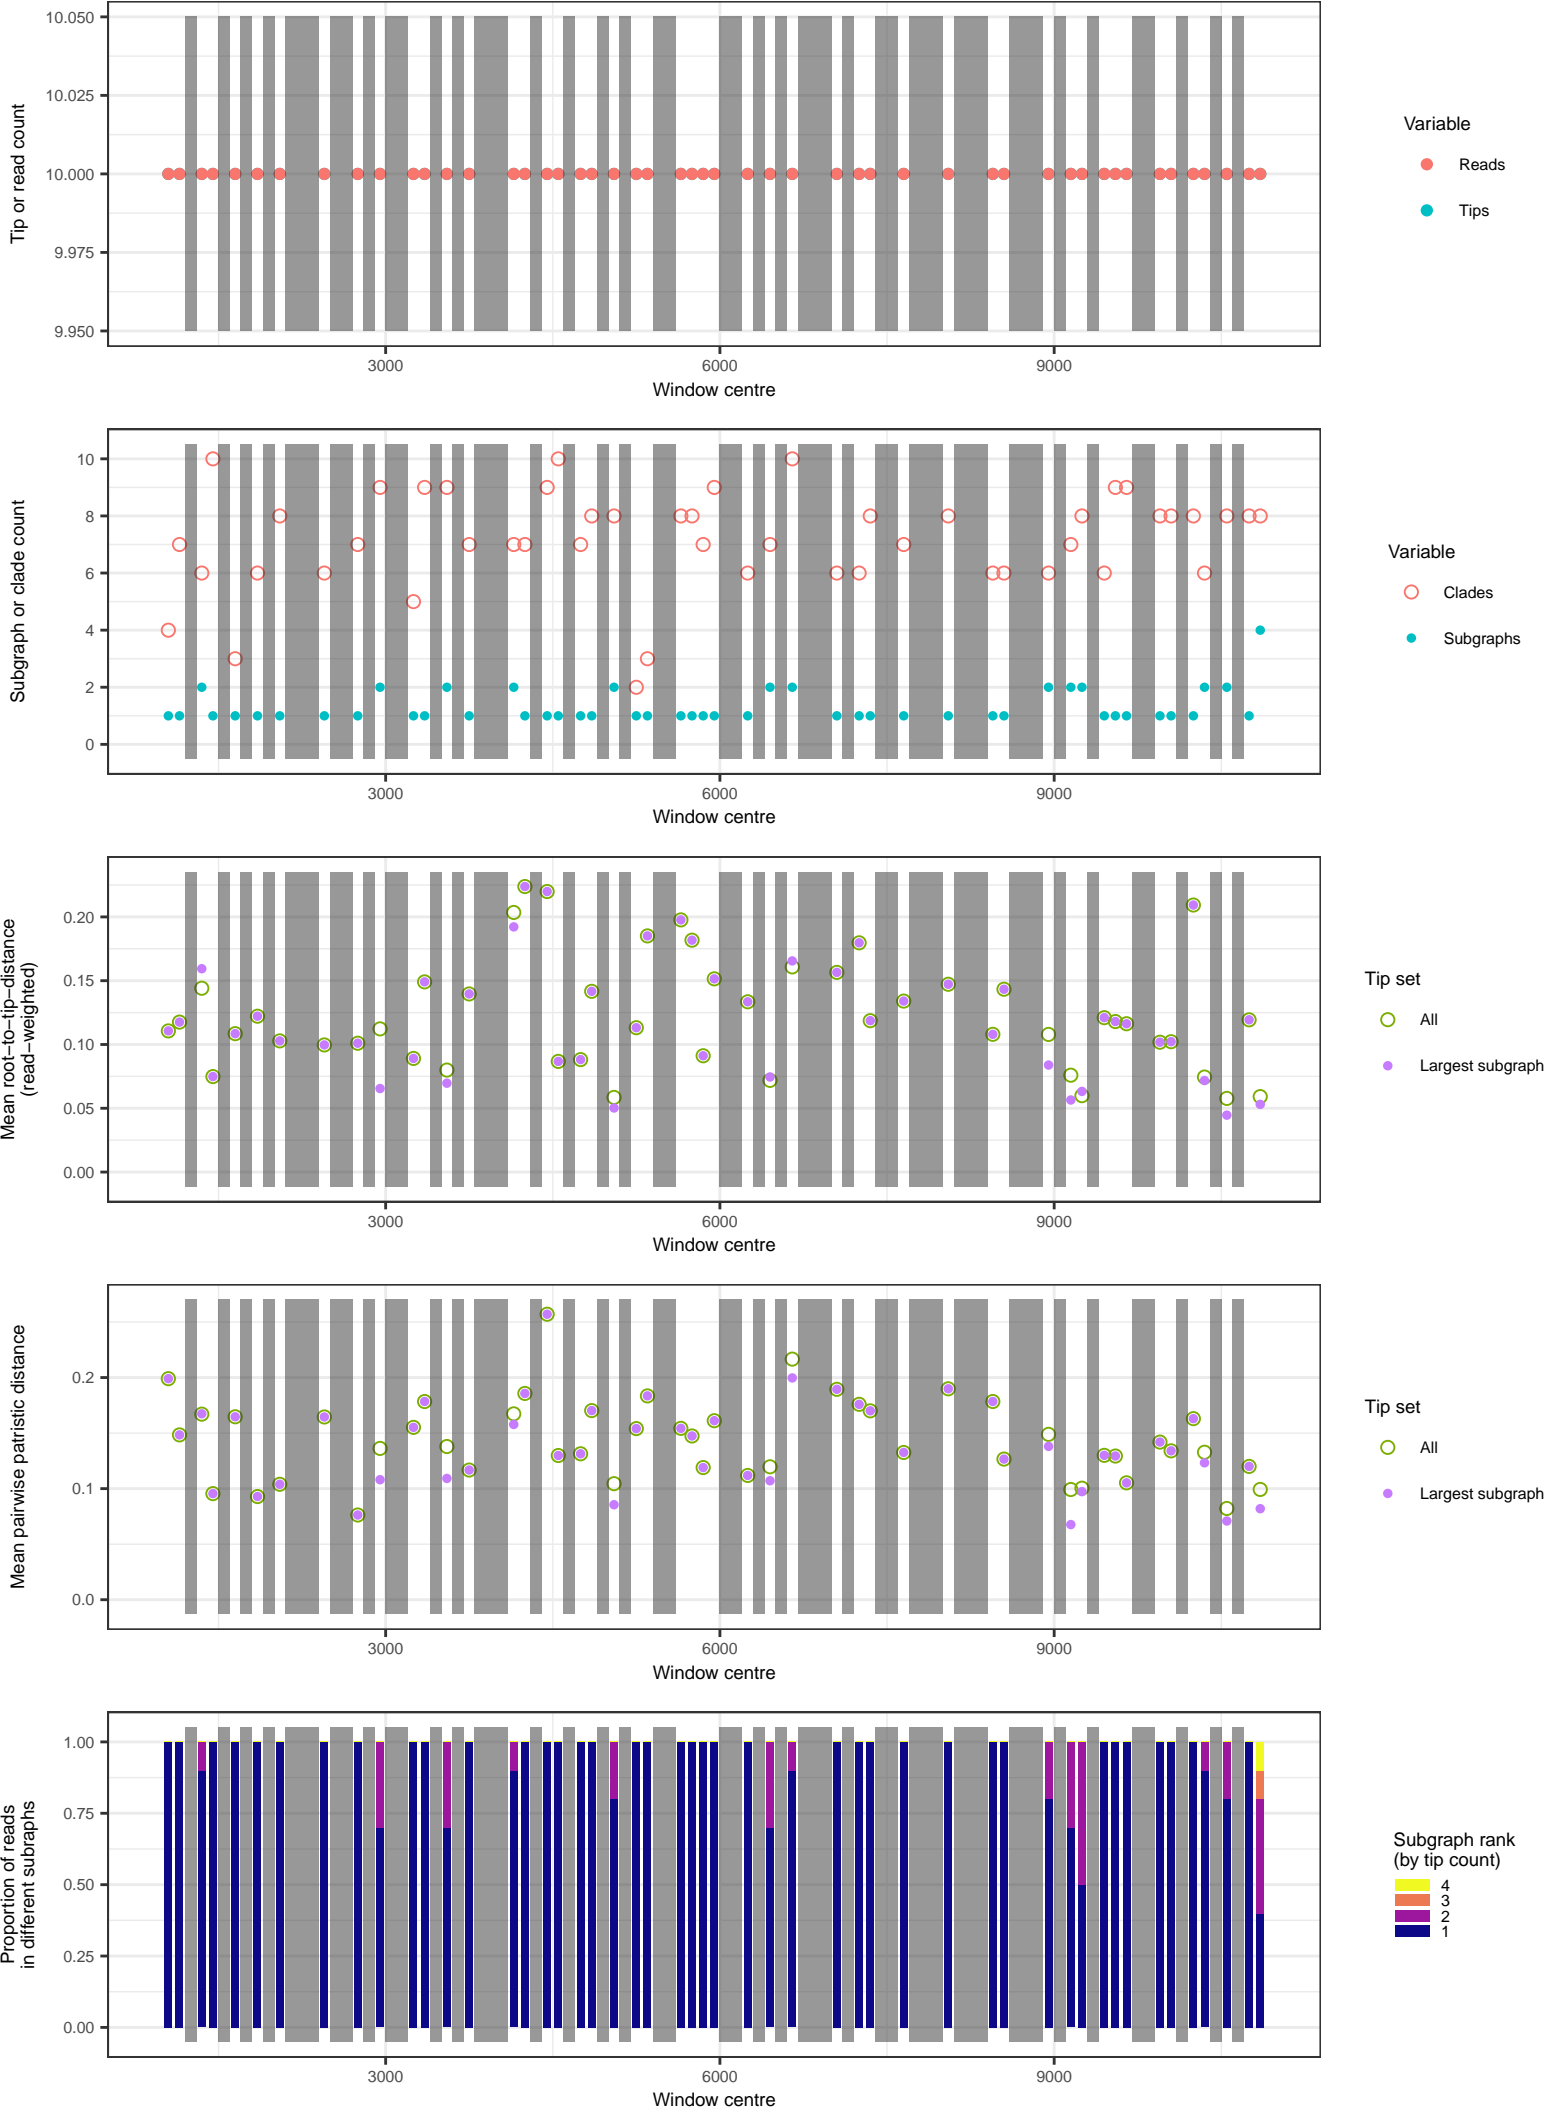 10.050
10.025
10.000
9.975
9.950
Tip or read count
3000 6000 9000
Window centre
Variable
Reads
Tips
10
8
6
4
2
0
Subgraph or clade count
3000 6000 9000
Window centre
Variable
Clades
Subgraphs
0.20
0.15
0.10
0.05
0.00
Mean root−to−tip−distance
(read−weighted)
3000 6000 9000
Window centre
Tip set
All
Largest subgraph
0.2
0.1
0.0
Mean pairwise patristic distance
3000 6000 9000
Window centre
Tip set
All
Largest subgraph
1.00
0.75
0.50
0.25
0.00
Proportion of reads
in different subraphs
3000 6000 9000
Window centre
Subgraph rank
(by tip count)
4
3
2
1